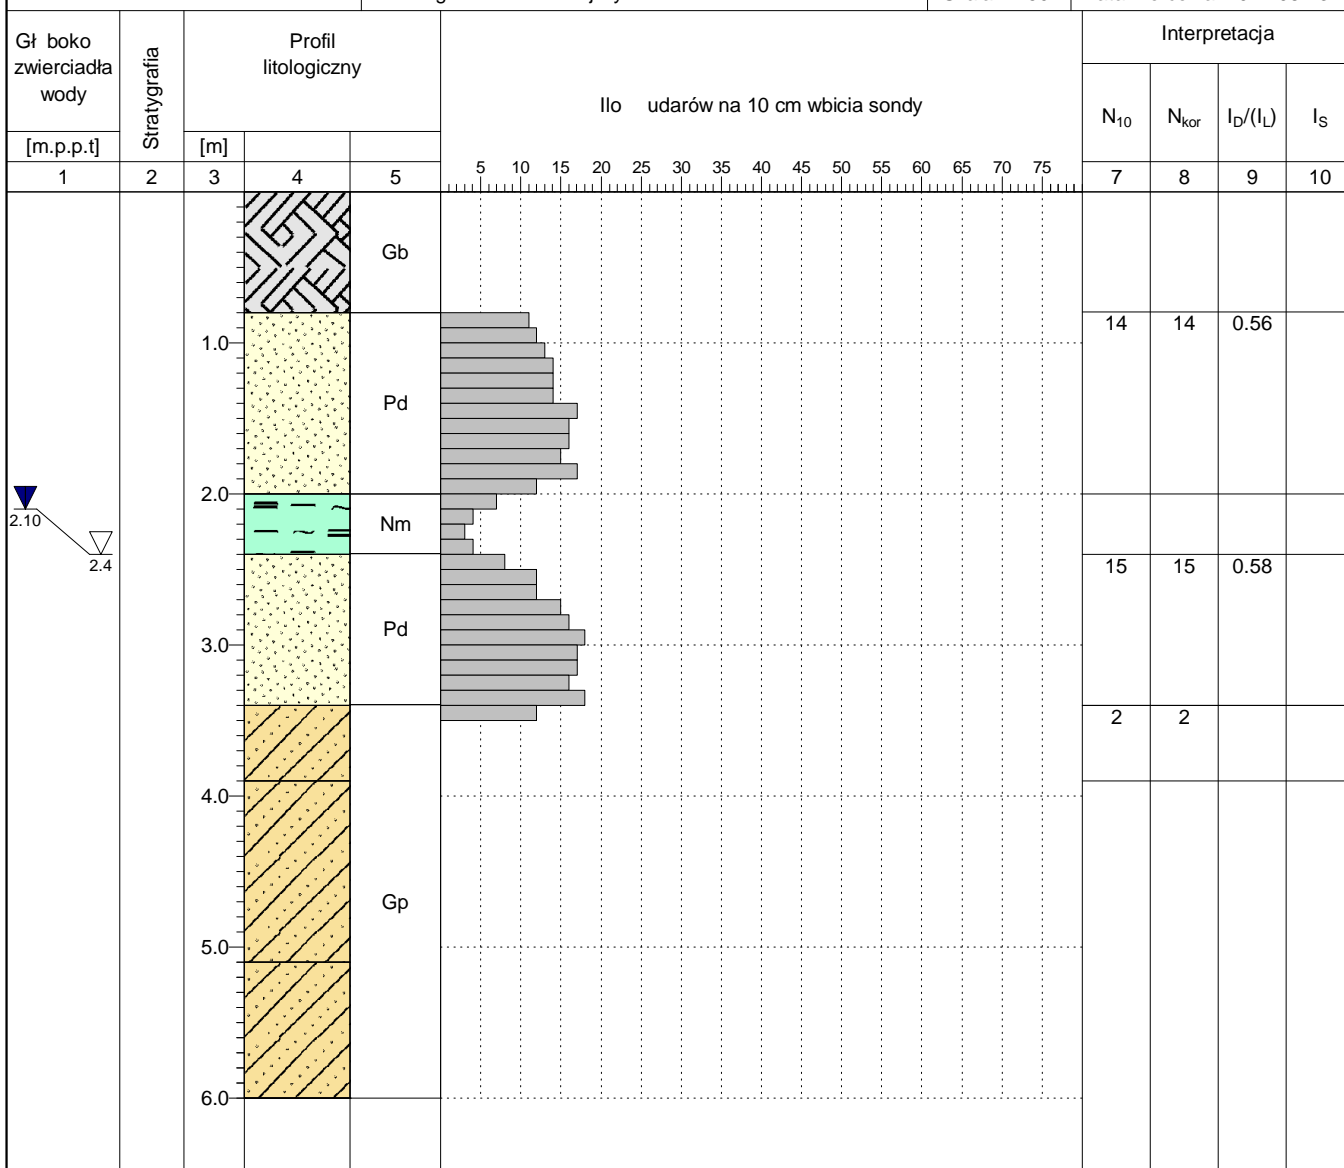 Gł boko
zwierciadła
wody
[m.p.p.t]
Stratygrafia
Profil
litologiczny
[m]
Ilo udarów na 10 cm wbicia sondy
Interpretacja
N10 Nkor ID/(IL) IS
5 10 15 20 25 30 35 40 45 50 55 60 65 70 75
1 2 3 4 5 7 8 9 10
Gb
14 14 0.56
1.0
Pd
2.0
2.10
Nm
2.4
15 15 0.58
Pd
3.0
2 2
4.0
Gp
5.0
6.0